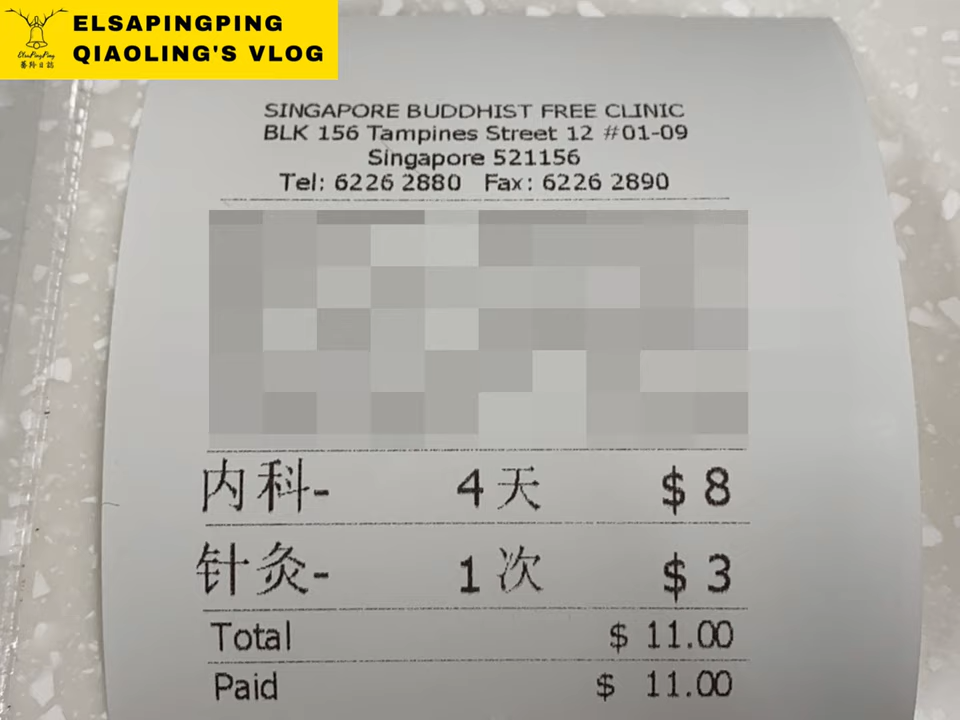 ELSAPINGPING
QIAOLING'S VLOG
ElsaPingPing
SINGAPORE BUDDHIST FREE CLINIC
BLK 156 Tampines Street 12 #01-09
Singapore 521156
Tel: 6226 2880 Fax: 6226 2890
内科- 4天 $ 8
针灸- 1次 $ 3
Total $ 11.00
Paid $ 11.00